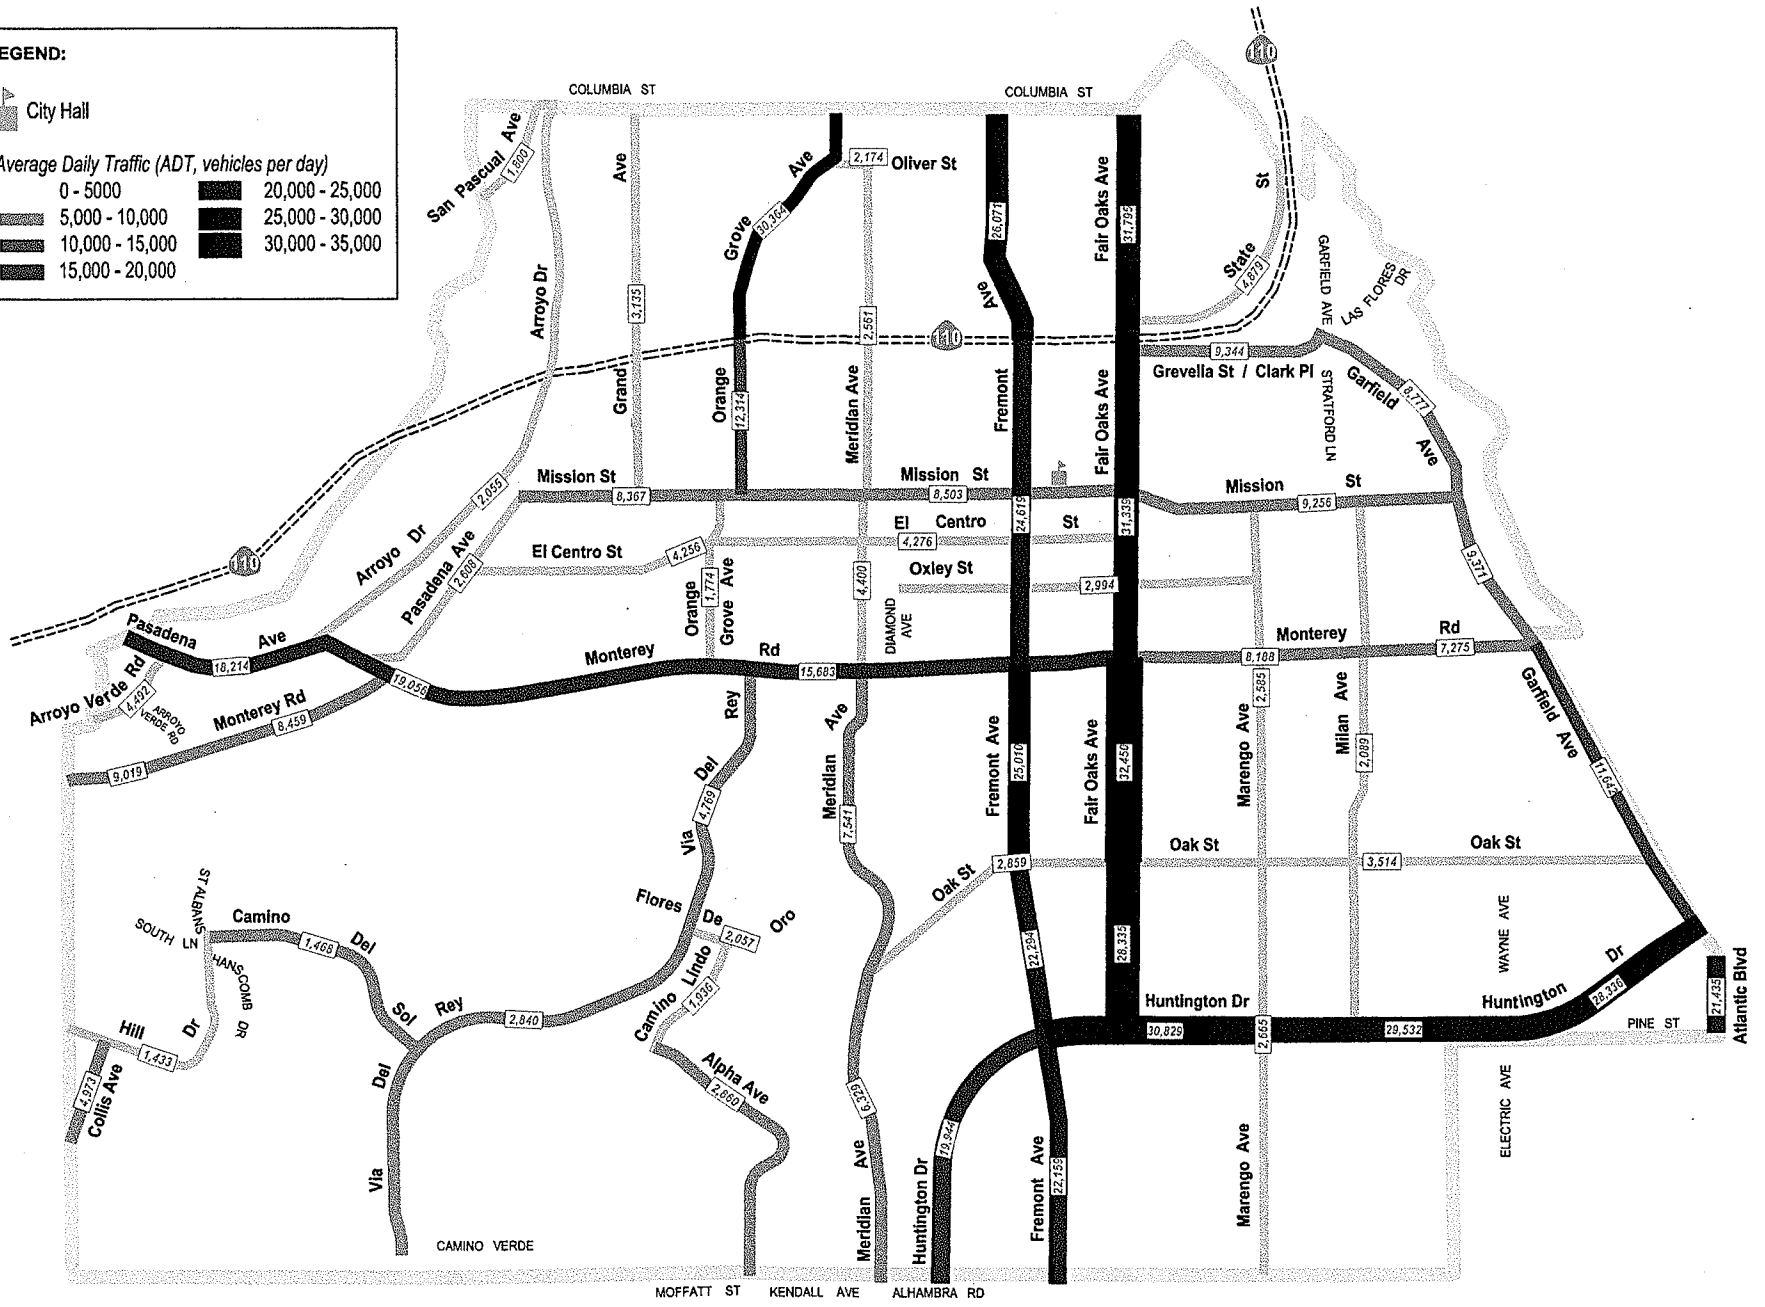 EGEND:
City Hall
Average Daily Traffic (ADT, vehicles per day)
0 - 5000
5,000 - 10,000
10,000 - 15,000
15,000 - 20,000
20,000 - 25,000
25,000 - 30,000
30,000 - 35,000
110
COLUMBIA ST
COLUMBIA ST
San Pascual Ave
1,800
Ave
Ave
2,174
Oliver St
Fair Oaks Ave
St
Grove
30,364
26,071
31,795
State
4,879
GARFIELD AVE
LAS FLORES DR
Arroyo Dr
3,135
Ave
2,561
110
9,344
Grevella St / Clark Pl
Grand
Orange
12,314
Meridian Ave
Fremont
Fair Oaks Ave
STRATFORD LN
Garfield
8,777
Ave
Mission St
8,367
Mission St
8,503
Mission St
9,256
2,055
24,619
31,339
Arroyo Dr
El Centro St
4,276
Pasadena Ave
2,608
El Centro St
4,256
110
Oxley St
2,994
9,371
Orange
1,774
Grove Ave
4,400
DIAMOND AVE
Pasadena Ave
18,214
19,056
Monterey Rd
15,683
Monterey Rd
8,188
7,275
Arroyo Verde Rd
4,492
ARROYO VERDE RD
Monterey Rd
8,459
9,019
Rey
Del
4,769
Via
Ave
Meridian
7,541
Fremont Ave
25,010
Fair Oaks Ave
32,450
2,585
Marengo Ave
Milan Ave
2,089
Garfield Ave
11,642
Oak St
2,859
Oak St
3,514
Oak St
ST ALBANS
SOUTH LN
Camino
1,468
Del
Sol
HANSCOMB DR
Flores De Oro
2,057
Camino Lindo
1,936
22,294
28,335
WAYNE AVE
Huntington Dr
30,829
29,532
Huntington Dr
28,336
2,665
PINE ST
21,435
Atlantic Blvd
Hill Dr
1,433
4,973
Collis Ave
Rey
2,840
Del
Via
Alpha Ave
2,860
6,329
Ave
Meridian
19,944
Huntington Dr
Fremont Ave
22,159
Marengo Ave
ELECTRIC AVE
CAMINO VERDE
MOFFATT ST
KENDALL AVE
ALHAMBRA RD